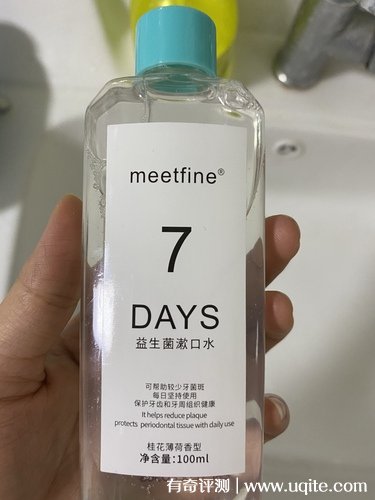 meetfine®
7
DAYS
益生菌漱口水
可帮助较少牙菌斑
每日坚持使用
保护牙齿和牙周组织健康
It helps reduce plaque
protects periodontal tissue with daily use
桂花薄荷香型
净含量:100ml
有奇评测 | www.uqite.com